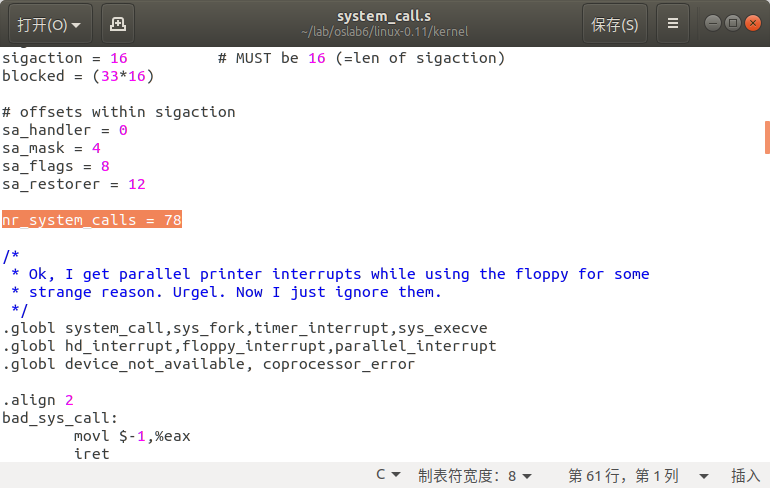 打开(O)
system_call.s
~/lab/oslab6/linux-0.11/kernel
保存(S)
sigaction = 16          # MUST be 16 (=len of sigaction)
blocked = (33*16)
# offsets within sigaction
sa_handler = 0
sa_mask = 4
sa_flags = 8
sa_restorer = 12
nr_system_calls = 78
/*
 * Ok, I get parallel printer interrupts while using the floppy for some
 * strange reason. Urgel. Now I just ignore them.
 */
.globl system_call,sys_fork,timer_interrupt,sys_execve
.globl hd_interrupt,floppy_interrupt,parallel_interrupt
.globl device_not_available, coprocessor_error
.align 2
bad_sys_call:
        movl $-1,%eax
        iret
C 制表符宽度：8 第 61 行，第 1 列 插入